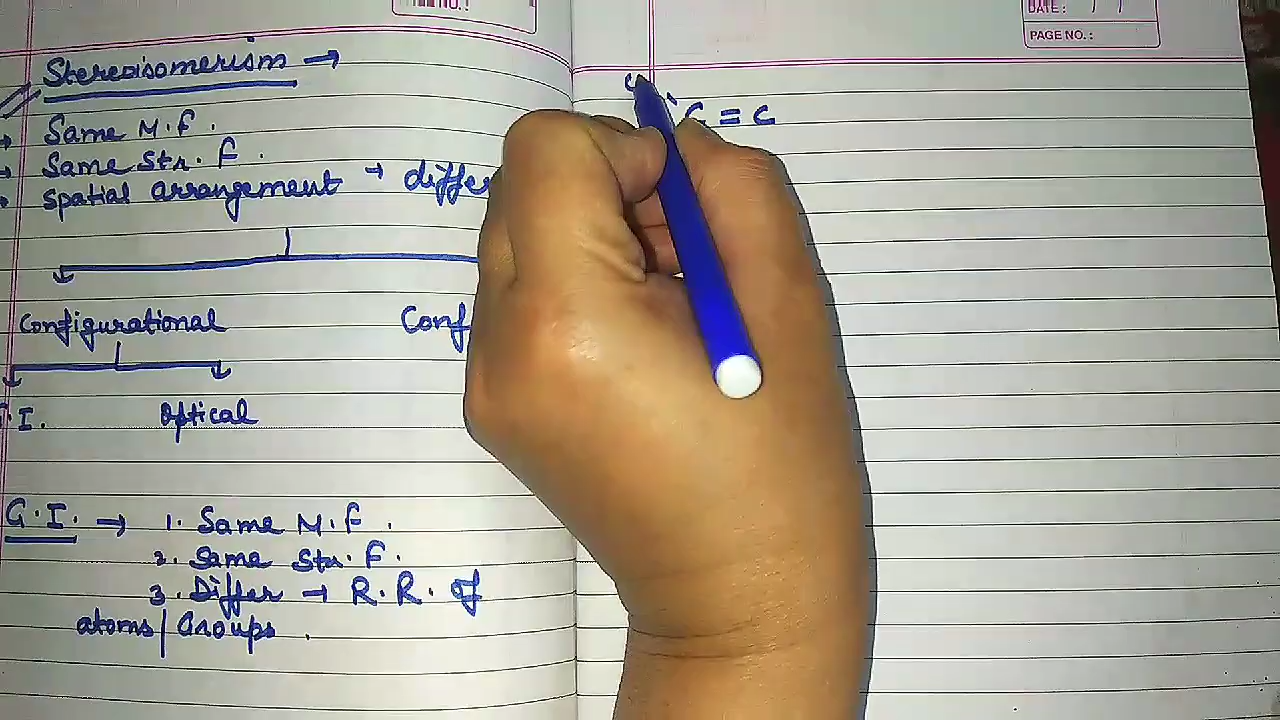 Stereoisomerism →
→ Same M.F.
→ Same Str. F.
→ Spatial arrangement → differ
Configurational Conf
G.I. Optical
G.I. → 1. Same M.F.
2. Same Str. F.
3. Differ → R.R. of
atoms/Groups.
DATE: / /
PAGE NO.:
C = C